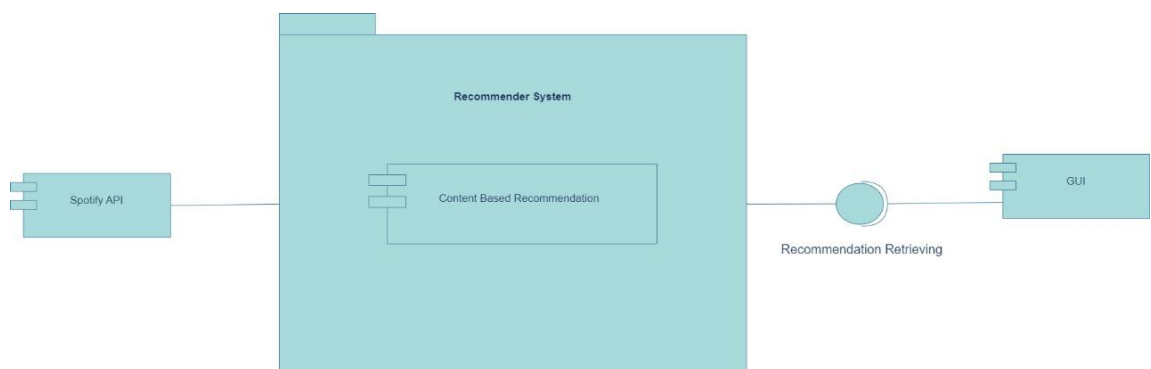 Recommender System
Spotify API
Content Based Recommendation
GUI
Recommendation Retrieving